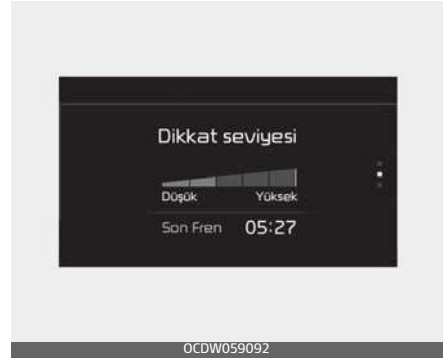 Dikkat seviyesi
Düşük Yüksek
Son Fren 05:27
OCDW059092